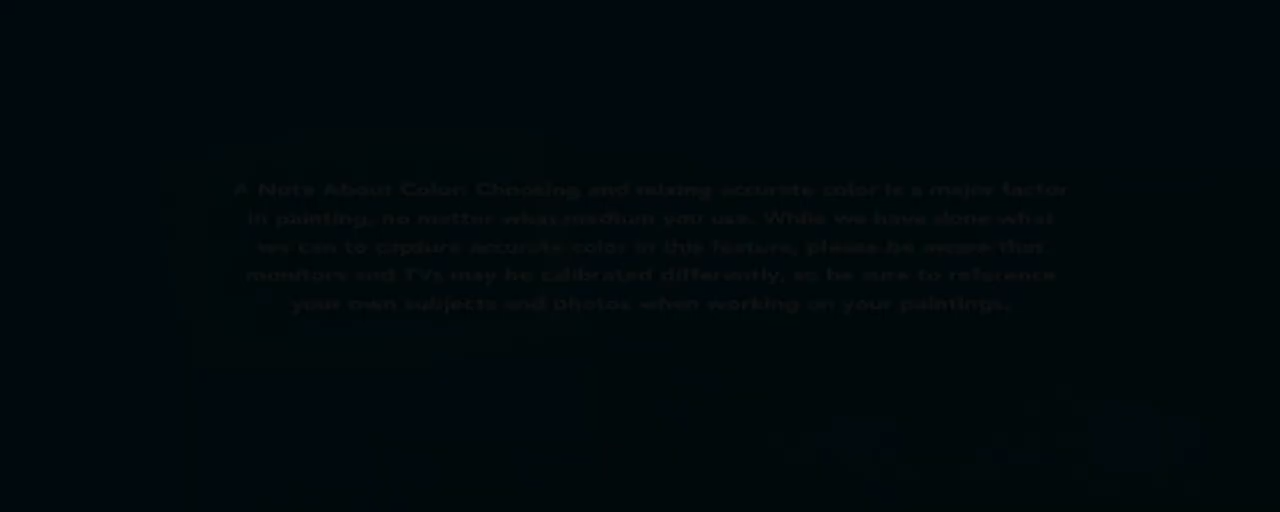 A Note About Color: Choosing and mixing accurate color is a major factor
in painting, no matter what medium you use. While we have done what
we can to capture accurate color in this feature, please be aware that
monitors and TVs may be calibrated differently, so be sure to reference
your own subjects and photos when working on your paintings.